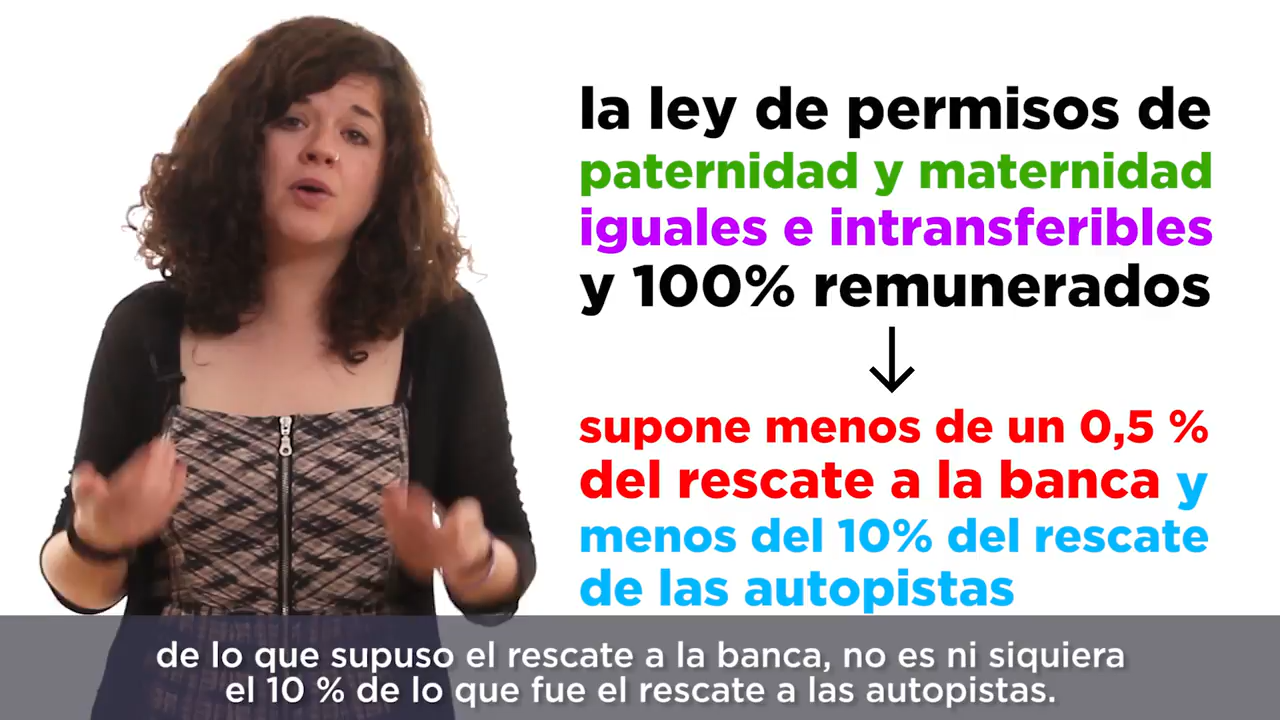 la ley de permisos de
paternidad y maternidad
iguales e intransferibles
y 100% remunerados
supone menos de un 0,5 %
del rescate a la banca y
menos del 10% del rescate
de las autopistas
de lo que supuso el rescate a la banca, no es ni siquiera
el 10 % de lo que fue el rescate a las autopistas.